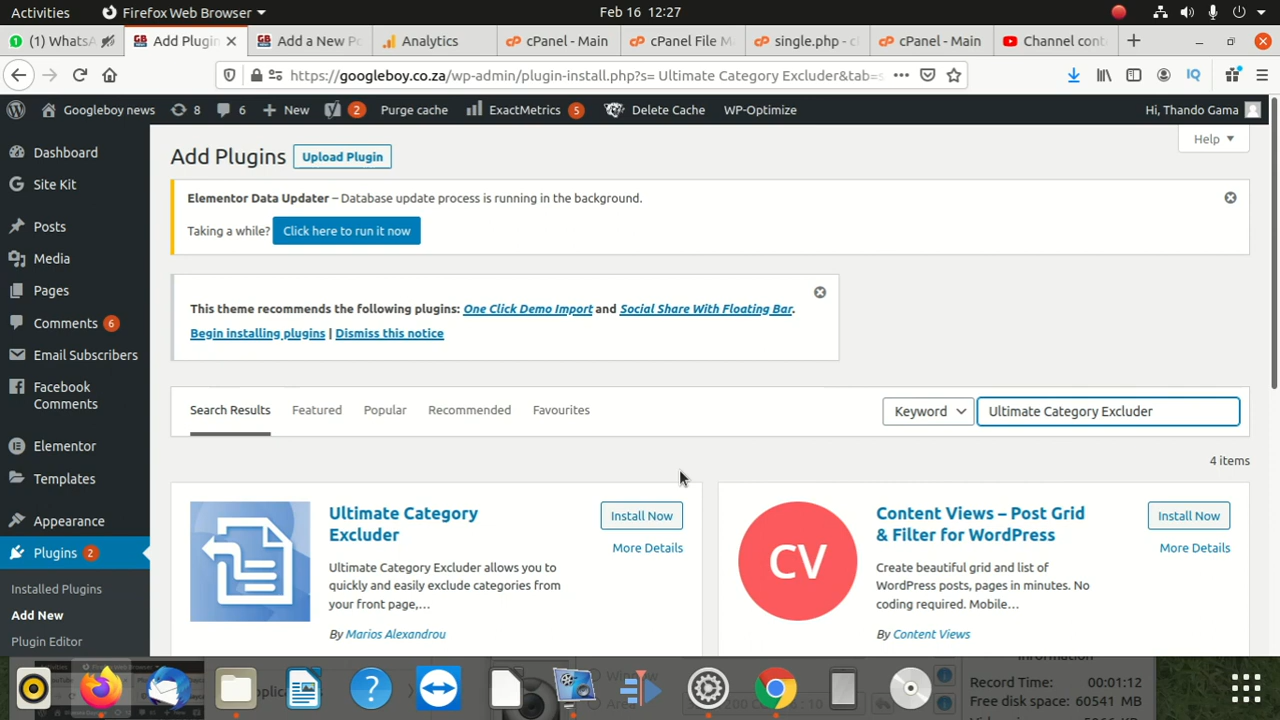 Activities
Firefox Web Browser
Feb 16 12:27
(1) WhatsA
Add Plugin
Add a New Po
Analytics
cPanel - Main
cPanel File M
single.php - c
cPanel - Main
Channel cont
https://googleboy.co.za/wp-admin/plugin-install.php?s= Ultimate Category Excluder&tab=s
Googleboy news
8
6
New
2
Purge cache
ExactMetrics
5
Delete Cache
WP-Optimize
Hi, Thando Gama
Dashboard
Site Kit
Posts
Media
Pages
Comments 6
Email Subscribers
Facebook
Comments
Elementor
Templates
Appearance
Plugins 2
Installed Plugins
Add New
Plugin Editor
Help
Add Plugins
Upload Plugin
Elementor Data Updater – Database update process is running in the background.
Taking a while? Click here to run it now
This theme recommends the following plugins: One Click Demo Import and Social Share With Floating Bar.
Begin installing plugins | Dismiss this notice
Search Results
Featured
Popular
Recommended
Favourites
Keyword
Ultimate Category Excluder
4 items
Ultimate Category
Excluder
Install Now
More Details
Ultimate Category Excluder allows you to
quickly and easily exclude categories from
your front page,…
By Marios Alexandrou
CV
Content Views – Post Grid
& Filter for WordPress
Install Now
More Details
Create beautiful grid and list of
WordPress posts, pages in minutes. No
coding required. Mobile…
By Content Views
Record Time: 00:01:12
Free disk space: 60541 MB